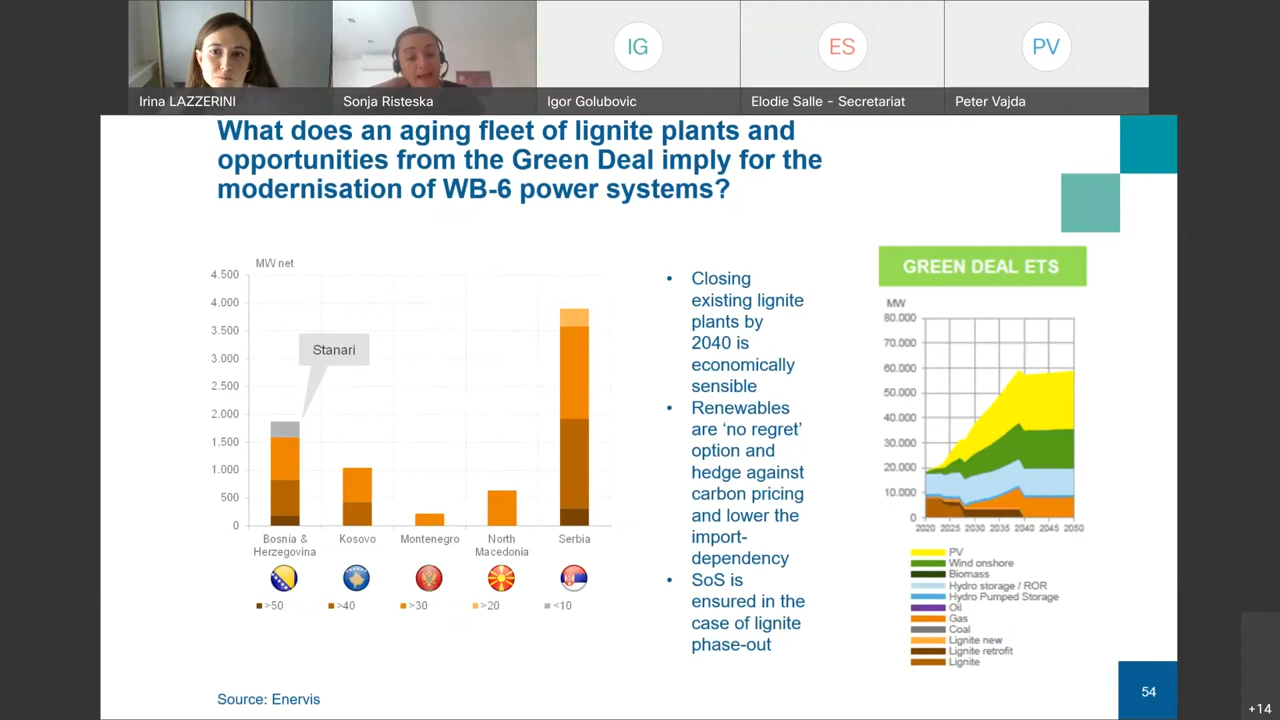 IG
ES
PV
Irina LAZZERINI
Sonja Risteska
Igor Golubovic
Elodie Salle - Secretariat
Peter Vajda
What does an aging fleet of lignite plants and
opportunities from the Green Deal imply for the
modernisation of WB-6 power systems?
MW net
4.500
4.000
3.500
3.000
2.500
2.000
1.500
1.000
500
0
Stanari
Bosnia &
Herzegovina
Kosovo
Montenegro
North
Macedonia
Serbia
>50
>40
>30
>20
<10
• Closing
existing lignite
plants by
2040 is
economically
sensible
• Renewables
are ‘no regret’
option and
hedge against
carbon pricing
and lower the
import-
dependency
• SoS is
ensured in the
case of lignite
phase-out
GREEN DEAL ETS
MW
80.000
70.000
60.000
50.000
40.000
30.000
20.000
10.000
0
2020 2025 2030 2035 2040 2045 2050
PV
Wind onshore
Biomass
Hydro storage / ROR
Hydro Pumped Storage
Oil
Gas
Coal
Lignite new
Lignite retrofit
Lignite
Source: Enervis
54
+14